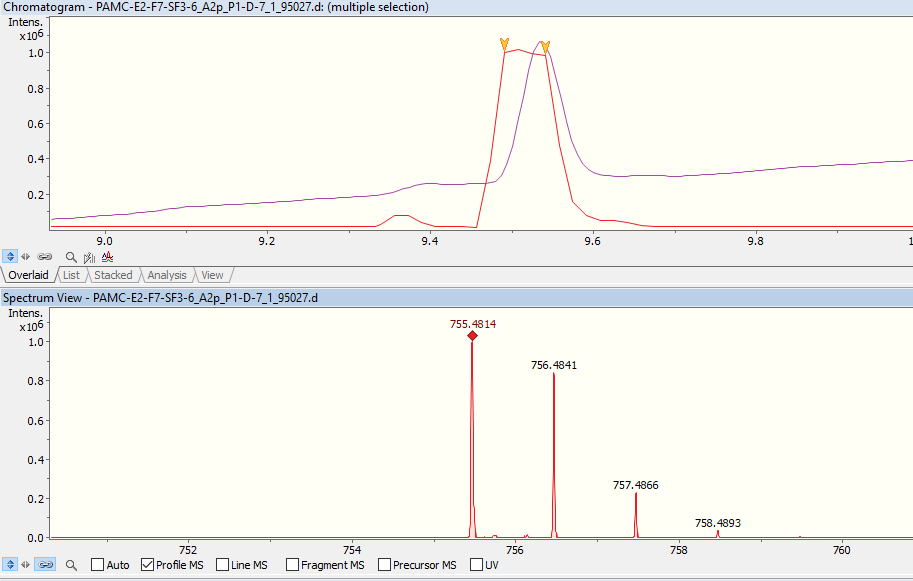 Chromatogram - PAMC-E2-F7-SF3-6_A2p_P1-D-7_1_95027.d: (multiple selection)
Intens.
x10⁶
1.0
0.8
0.6
0.4
0.2
9.0 9.2 9.4 9.6 9.8 1
Overlaid List Stacked Analysis View
Spectrum View - PAMC-E2-F7-SF3-6_A2p_P1-D-7_1_95027.d
Intens.
x10⁶
755.4814
1.0
756.4841
0.8
0.6
0.4
757.4866
0.2
758.4893
0.0
752 754 756 758 760
Auto Profile MS Line MS Fragment MS Precursor MS UV